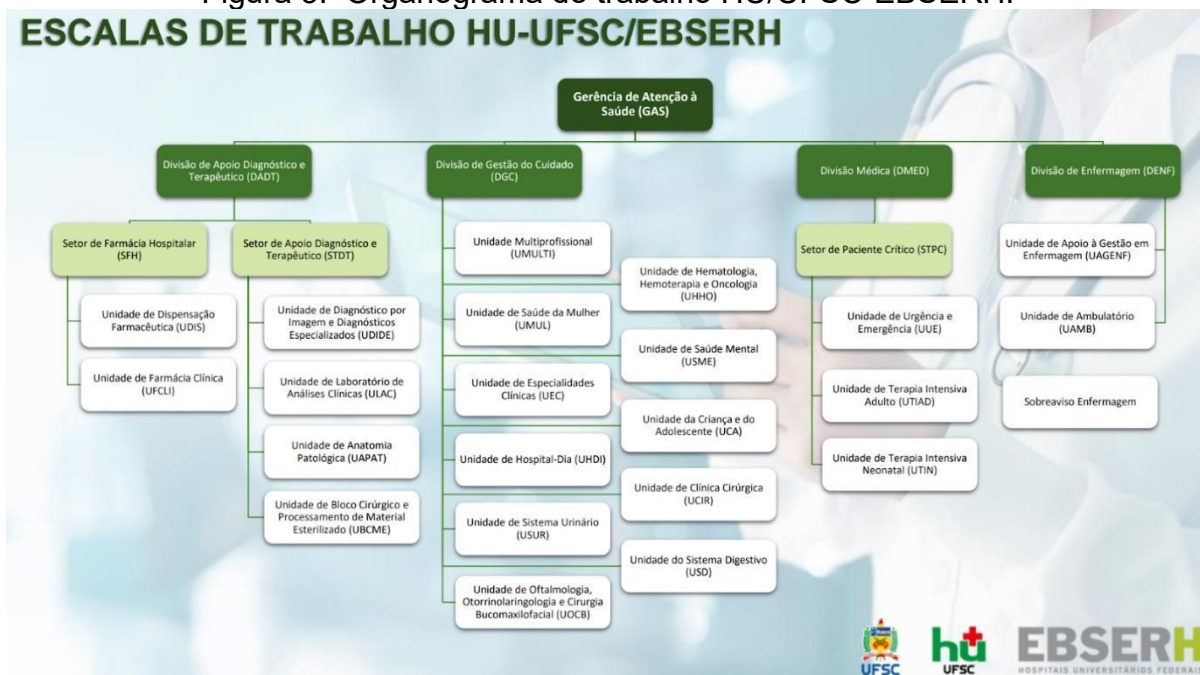 ESCALAS DE TRABALHO HU-UFSC/EBSERH
Gerência de Atenção à
Saúde (GAS)
Divisão de Apoio Diagnóstico e
Terapêutico (DADT)
Divisão de Gestão do Cuidado
(DGC)
Divisão Médica (DMED)
Divisão de Enfermagem (DENF)
Setor de Farmácia Hospitalar
(SFH)
Setor de Apoio Diagnóstico e
Terapêutico (STDT)
Unidade de Dispensação
Farmacêutica (UDIS)
Unidade de Farmácia Clínica
(UFCLI)
Unidade de Diagnóstico por
Imagem e Diagnósticos
Especializados (UDIDE)
Unidade de Laboratório de
Análises Clínicas (ULAC)
Unidade de Anatomia
Patológica (UAPAT)
Unidade de Bloco Cirúrgico e
Processamento de Material
Esterilizado (UBCME)
Unidade Multiprofissional
(UMULTI)
Unidade de Hematologia,
Hemoterapia e Oncologia
(UHHO)
Unidade de Saúde da Mulher
(UMUL)
Unidade de Saúde Mental
(USME)
Unidade de Especialidades
Clínicas (UEC)
Unidade da Criança e do
Adolescente (UCA)
Unidade de Hospital-Dia (UHDI)
Unidade de Clínica Cirúrgica
(UCIR)
Unidade de Sistema Urinário
(USUR)
Unidade do Sistema Digestivo
(USD)
Unidade de Oftalmologia,
Otorrinolaringologia e Cirurgia
Bucomaxilofacial (UOCB)
Setor de Paciente Crítico (STPC)
Unidade de Urgência e
Emergência (UUE)
Unidade de Terapia Intensiva
Adulto (UTIAD)
Unidade de Terapia Intensiva
Neonatal (UTIN)
Unidade de Apoio à Gestão em
Enfermagem (UAGENF)
Unidade de Ambulatório
(UAMB)
Sobreaviso Enfermagem
UFSC
hu
UFSC
EBSERH
HOSPITAIS UNIVERSITÁRIOS FEDERAIS